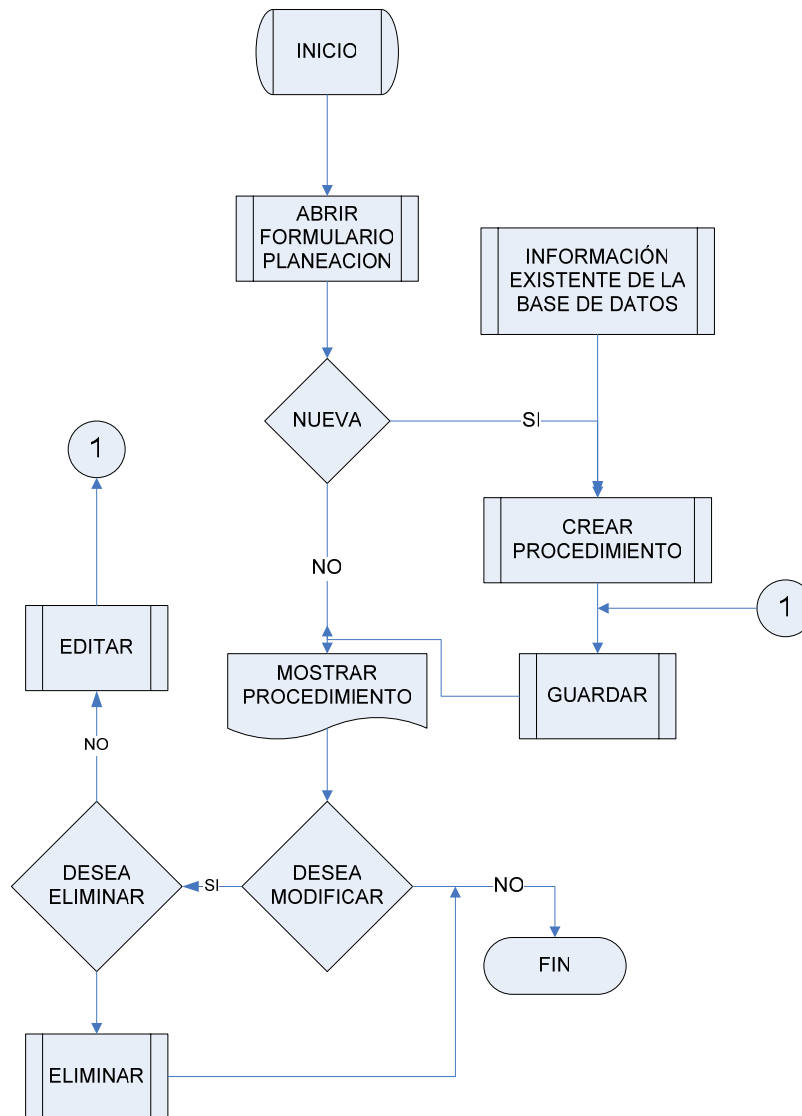 INICIO
ABRIR
FORMULARIO
PLANEACION
INFORMACIÓN
EXISTENTE DE LA
BASE DE DATOS
NUEVA
SI
1
CREAR
PROCEDIMIENTO
NO
1
EDITAR
MOSTRAR
PROCEDIMIENTO
GUARDAR
NO
DESEA
ELIMINAR
SI
DESEA
MODIFICAR
NO
FIN
ELIMINAR